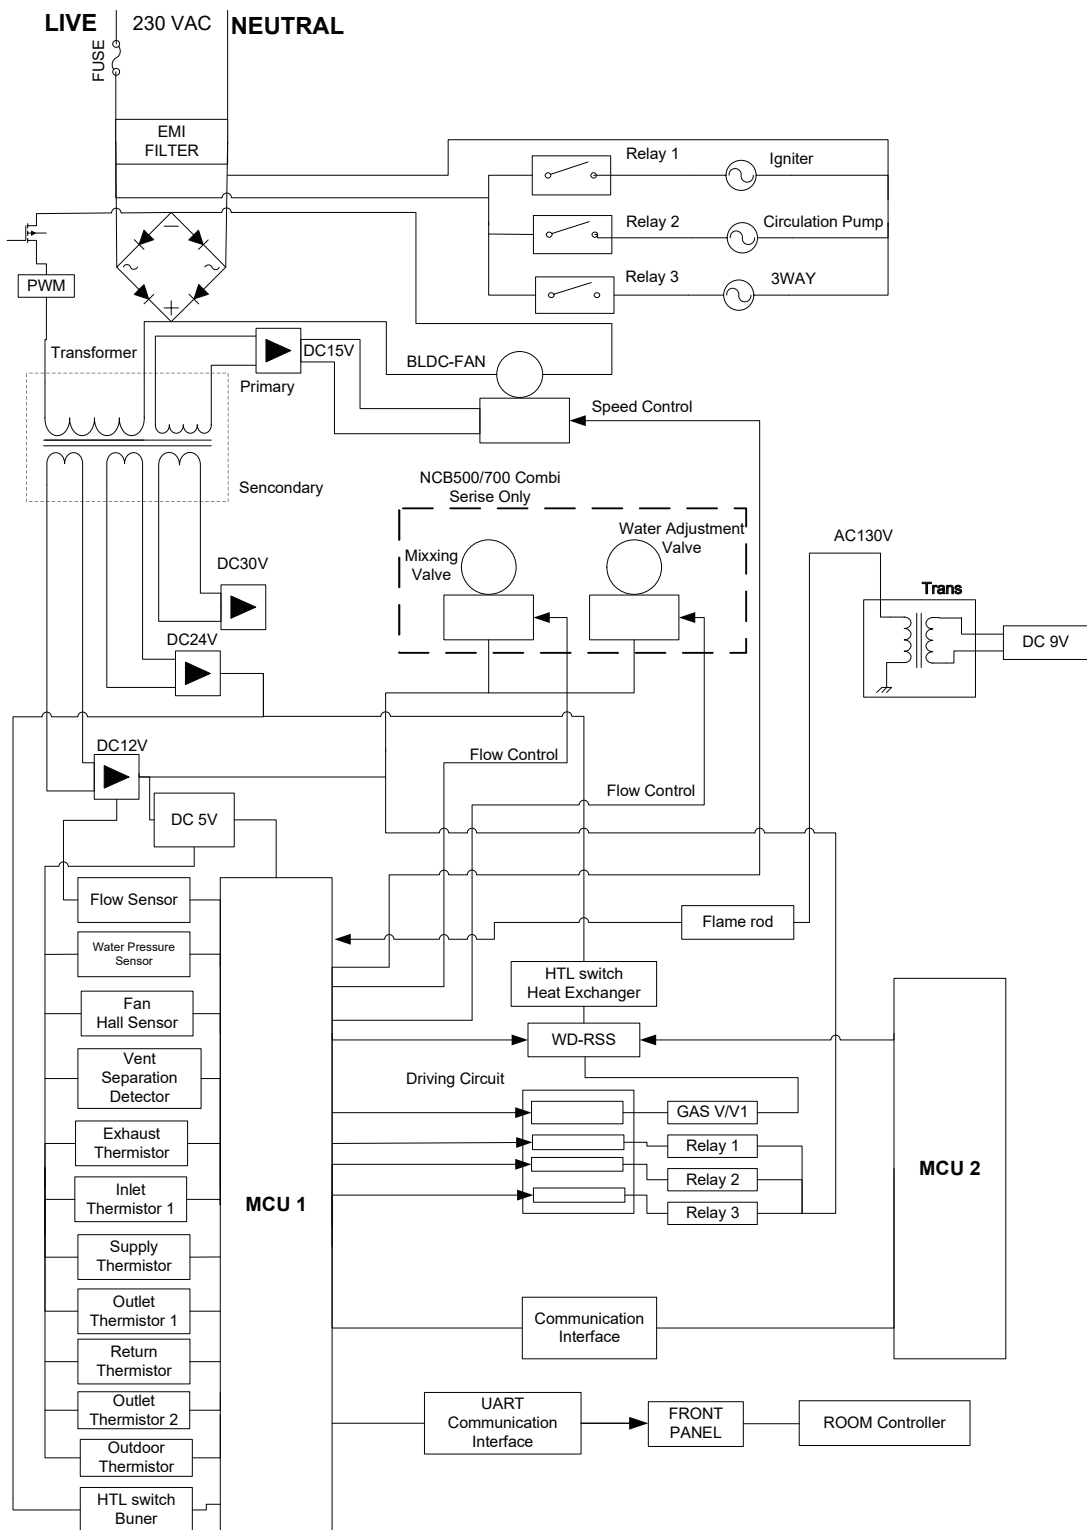 LIVE 230 VAC NEUTRAL
FUSE
EMI
FILTER
Relay 1
Igniter
Relay 2
Circulation Pump
Relay 3
3WAY
PWM
Transformer
DC15V
Primary
BLDC-FAN
Speed Control
Sencondary
NCB500/700 Combi
Serise Only
Mixxing
Valve
Water Adjustment
Valve
AC130V
Trans
DC 9V
DC30V
DC24V
DC12V
DC 5V
Flow Control
Flow Control
Flow Sensor
Water Pressure
Sensor
Fan
Hall Sensor
Vent
Separation
Detector
Exhaust
Thermistor
Inlet
Thermistor 1
Supply
Thermistor
Outlet
Thermistor 1
Return
Thermistor
Outlet
Thermistor 2
Outdoor
Thermistor
HTL switch
Buner
MCU 1
Flame rod
HTL switch
Heat Exchanger
WD-RSS
Driving Circuit
GAS V/V1
Relay 1
Relay 2
Relay 3
MCU 2
Communication
Interface
UART
Communication
Interface
FRONT
PANEL
ROOM Controller